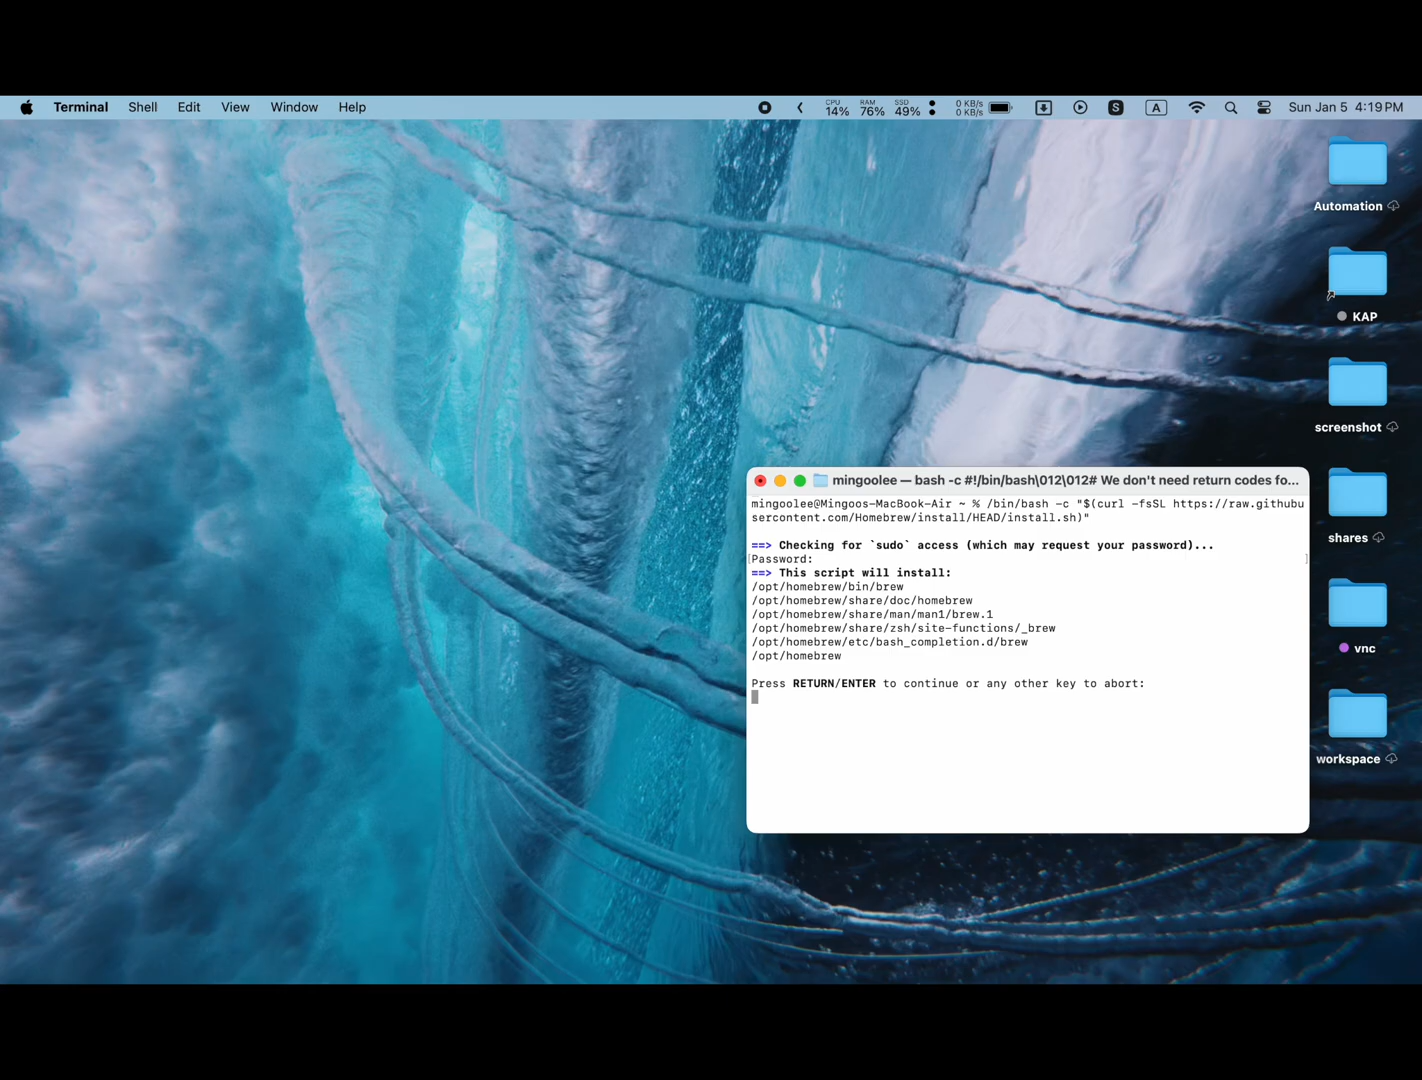 Terminal Shell Edit View Window Help CPU 14% RAM 76% SSD 49% 0 KB/s 0 KB/s S A Sun Jan 5 4:19 PM
Automation
KAP
screenshot
shares
vnc
workspace
mingoolee — bash -c #!/bin/bash\012\012# We don't need return codes fo...
mingoolee@Mingoos-MacBook-Air ~ % /bin/bash -c "$(curl -fsSL https://raw.githubu
sercontent.com/Homebrew/install/HEAD/install.sh)"
==> Checking for `sudo` access (which may request your password)...
[Password: ]
==> This script will install:
/opt/homebrew/bin/brew
/opt/homebrew/share/doc/homebrew
/opt/homebrew/share/man/man1/brew.1
/opt/homebrew/share/zsh/site-functions/_brew
/opt/homebrew/etc/bash_completion.d/brew
/opt/homebrew
Press RETURN/ENTER to continue or any other key to abort: